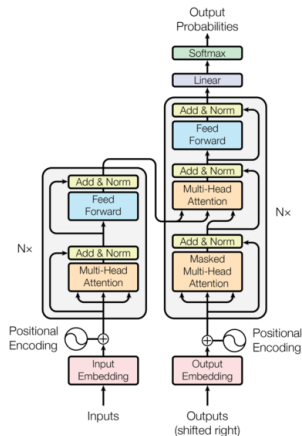 Output
Probabilities
Softmax
Linear
Add & Norm
Feed
Forward
Add & Norm
Multi-Head
Attention
Add & Norm
Masked
Multi-Head
Attention
Nx
Add & Norm
Feed
Forward
Add & Norm
Multi-Head
Attention
Nx
Positional
Encoding
Positional
Encoding
Input
Embedding
Output
Embedding
Inputs
Outputs
(shifted right)